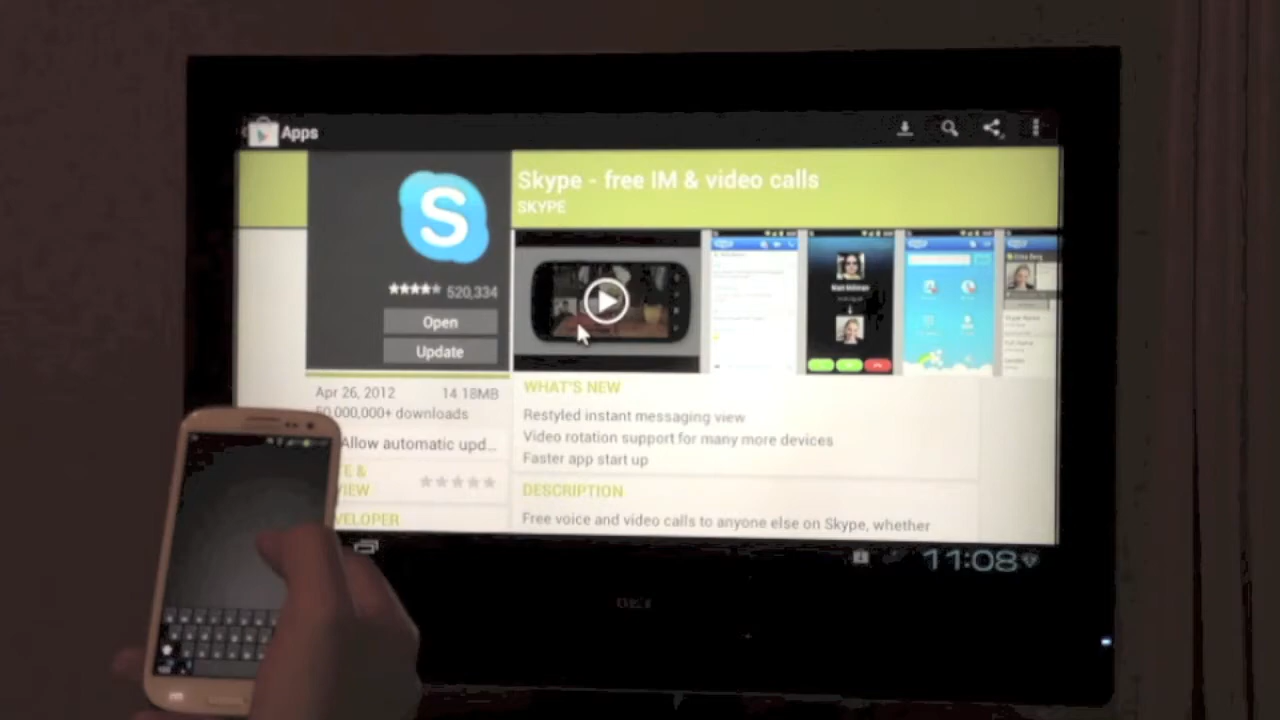 Apps
Skype - free IM & video calls
SKYPE
S
520,334
Open
Update
Apr 26, 2012
14.18MB
50,000,000+ downloads
Allow automatic upd...
WHAT'S NEW
Restyled instant messaging view
Video rotation support for many more devices
Faster app start up
DESCRIPTION
Free voice and video calls to anyone else on Skype, whether
11:08